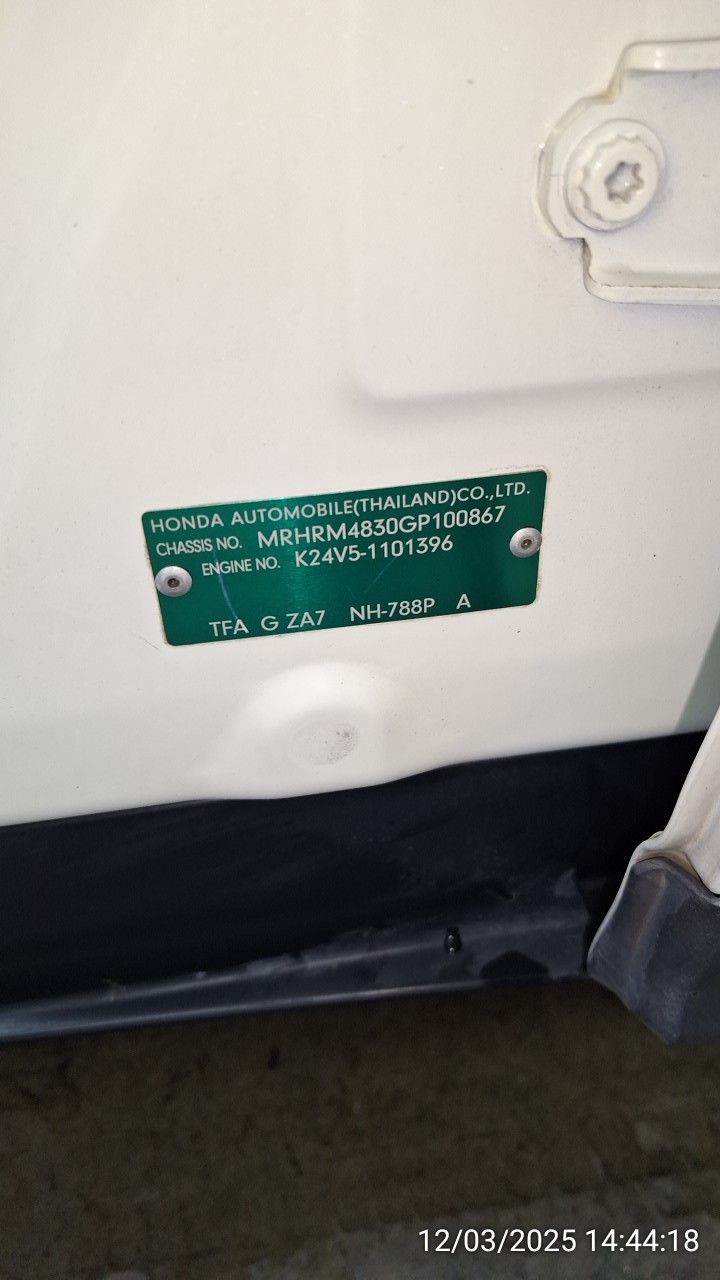 HONDA AUTOMOBILE(THAILAND)CO.,LTD.
CHASSIS NO. MRHRM4830GP100867
ENGINE NO. K24V5-1101396
TFA G ZA7 NH-788P A
12/03/2025 14:44:18